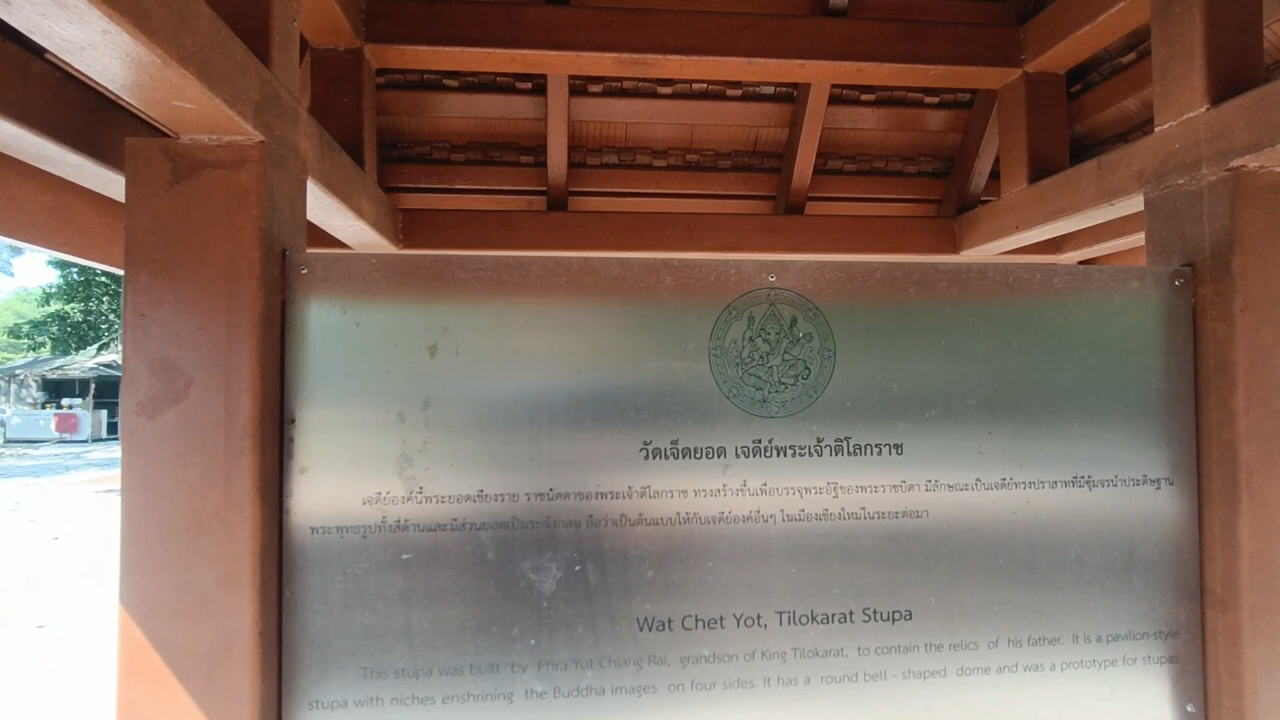 วัดเจ็ดยอด เจดีย์พระเจ้าติโลกราช
เจดีย์องค์นี้พระยอดเชียงราย ราชนัดดาของพระเจ้าติโลกราช ทรงสร้างขึ้นเพื่อบรรจุพระอัฐิของพระราชบิดา มีลักษณะเป็นเจดีย์ทรงปราสาทที่มีซุ้มจรนำประดิษฐาน
พระพุทธรูปทั้งสี่ด้านและมีส่วนยอดเป็นระฆังกลม ถือว่าเป็นต้นแบบให้กับเจดีย์องค์อื่นๆ ในเมืองเชียงใหม่ในระยะต่อมา
Wat Chet Yot, Tilokarat Stupa
This stupa was built by Phra Yot Chiang Rai, grandson of King Tilokarat, to contain the relics of his father. It is a pavilion-style
stupa with niches enshrining the Buddha images on four sides. It has a round bell - shaped dome and was a prototype for stupas